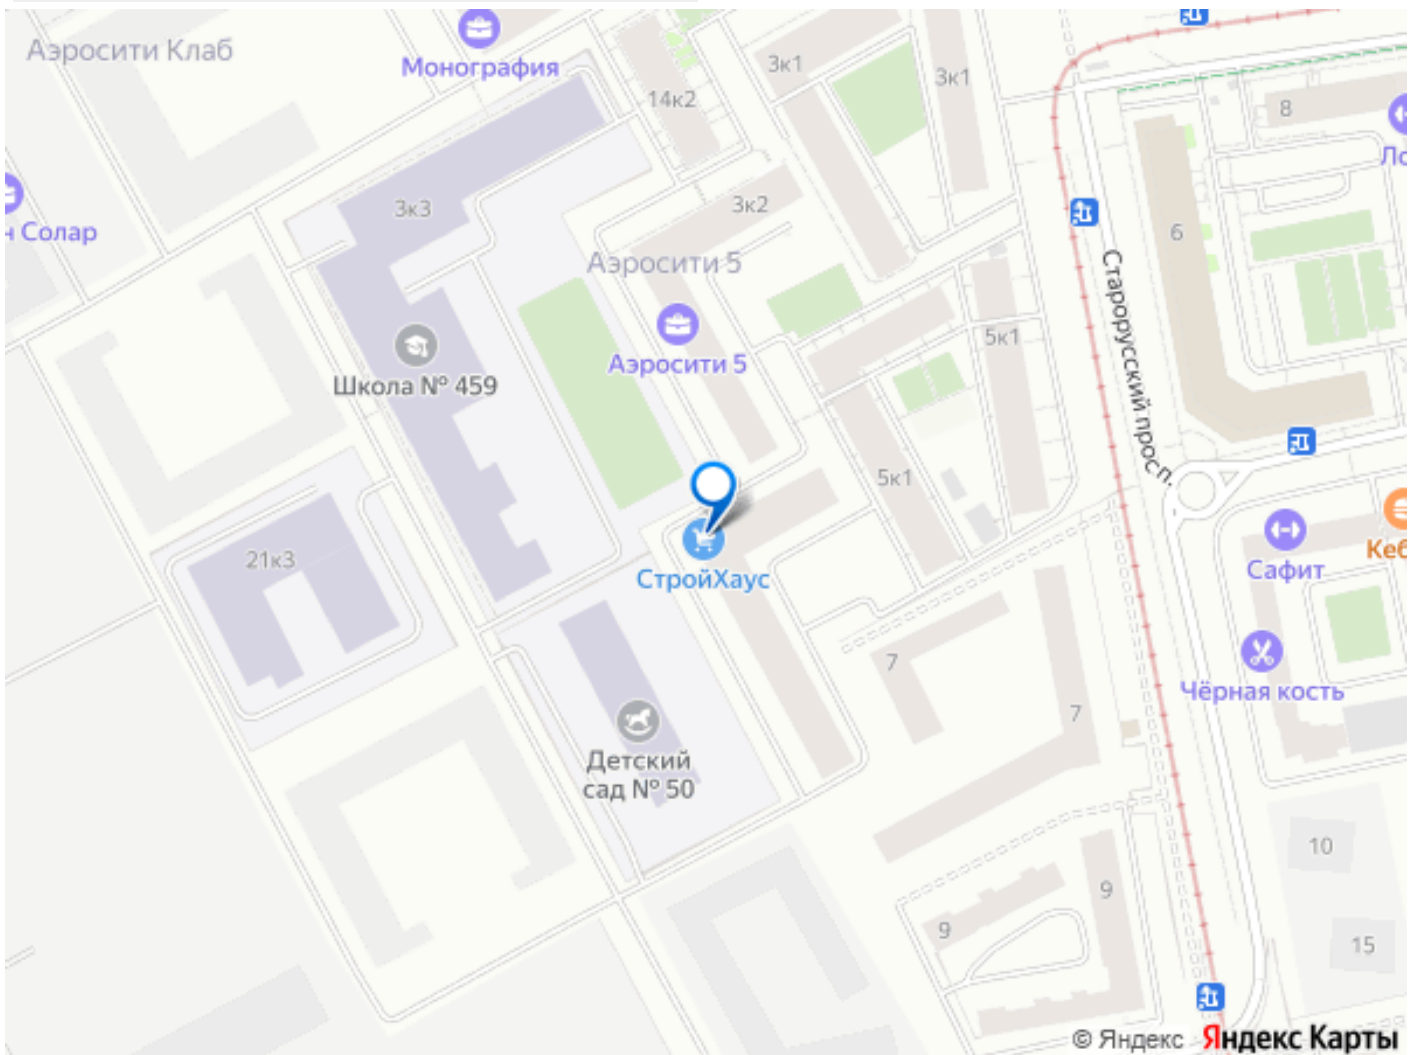 Аэросити Клаб
Монография
3к1
3к1
14к2
8
Ло
3к3
3к2
6
н Солар
Аэросити 5
Старорусский просп.
5к1
Аэросити 5
Школа № 459
5к1
21к3
СтройХаус
Сафит
Кеб
7
7
Чёрная кость
Детский
сад № 50
10
9
9
15
© Яндекс Яндекс Карты